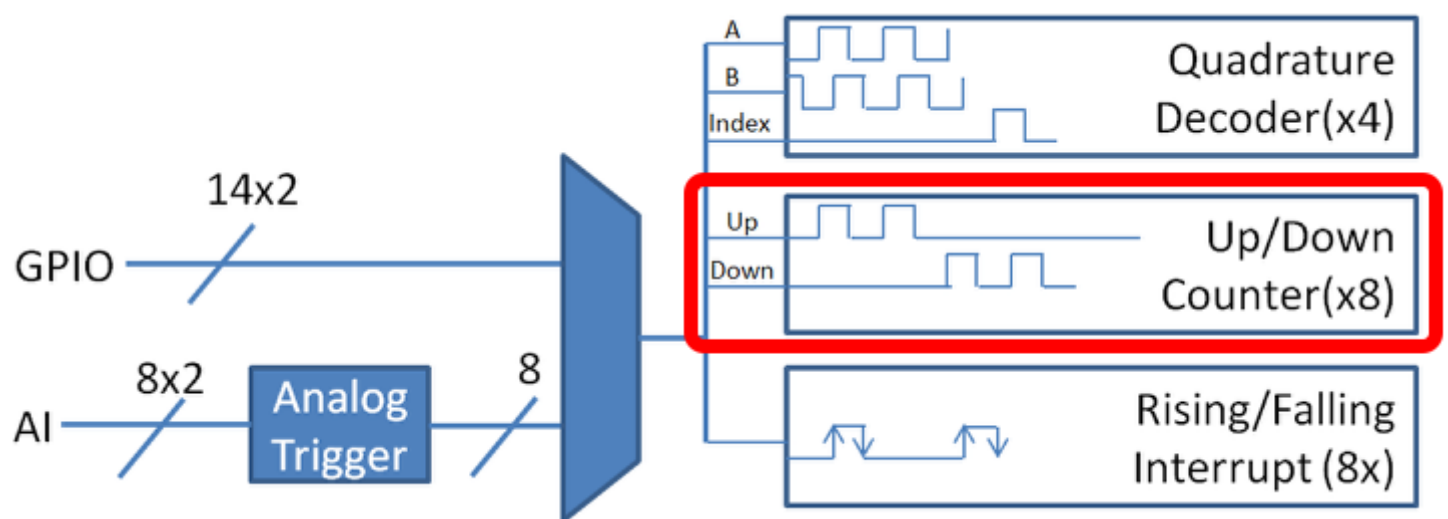 GPIO
14x2
AI
8x2
Analog
Trigger
8
A
B
Index
Quadrature
Decoder(x4)
Up
Down
Up/Down
Counter(x8)
Rising/Falling
Interrupt (8x)